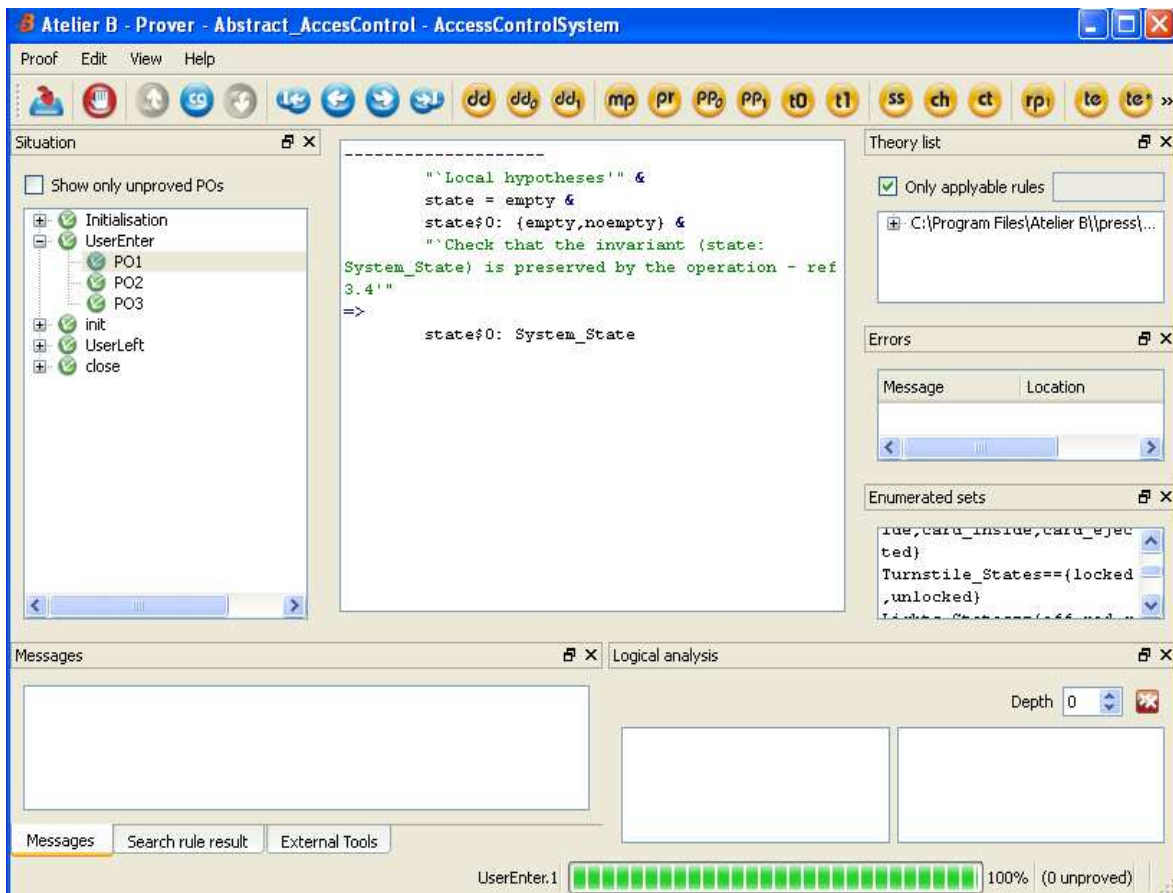 Atelier B - Prover - Abstract_AccesControl - AccessControlSystem
Proof Edit View Help
dd dd0 dd1 mp pr PP0 PP1 t0 t1 ss ch ct rp1 te te* »
Situation
Show only unproved POs
Initialisation
UserEnter
PO1
PO2
PO3
init
UserLeft
close
---------------------
"`Local hypotheses'" &
state = empty &
state$0: {empty,noempty} &
"`Check that the invariant (state:
System_State) is preserved by the operation - ref
3.4'"
=>
state$0: System_State
Theory list
Only applyable rules
C:\Program Files\Atelier B\\press\...
Errors
Message Location
Enumerated sets
ide,card_inside,card_ejec
ted}
Turnstile_States=={locked
,unlocked}
Messages
Logical analysis
Depth 0
Messages Search rule result External Tools
UserEnter.1 100% (0 unproved)